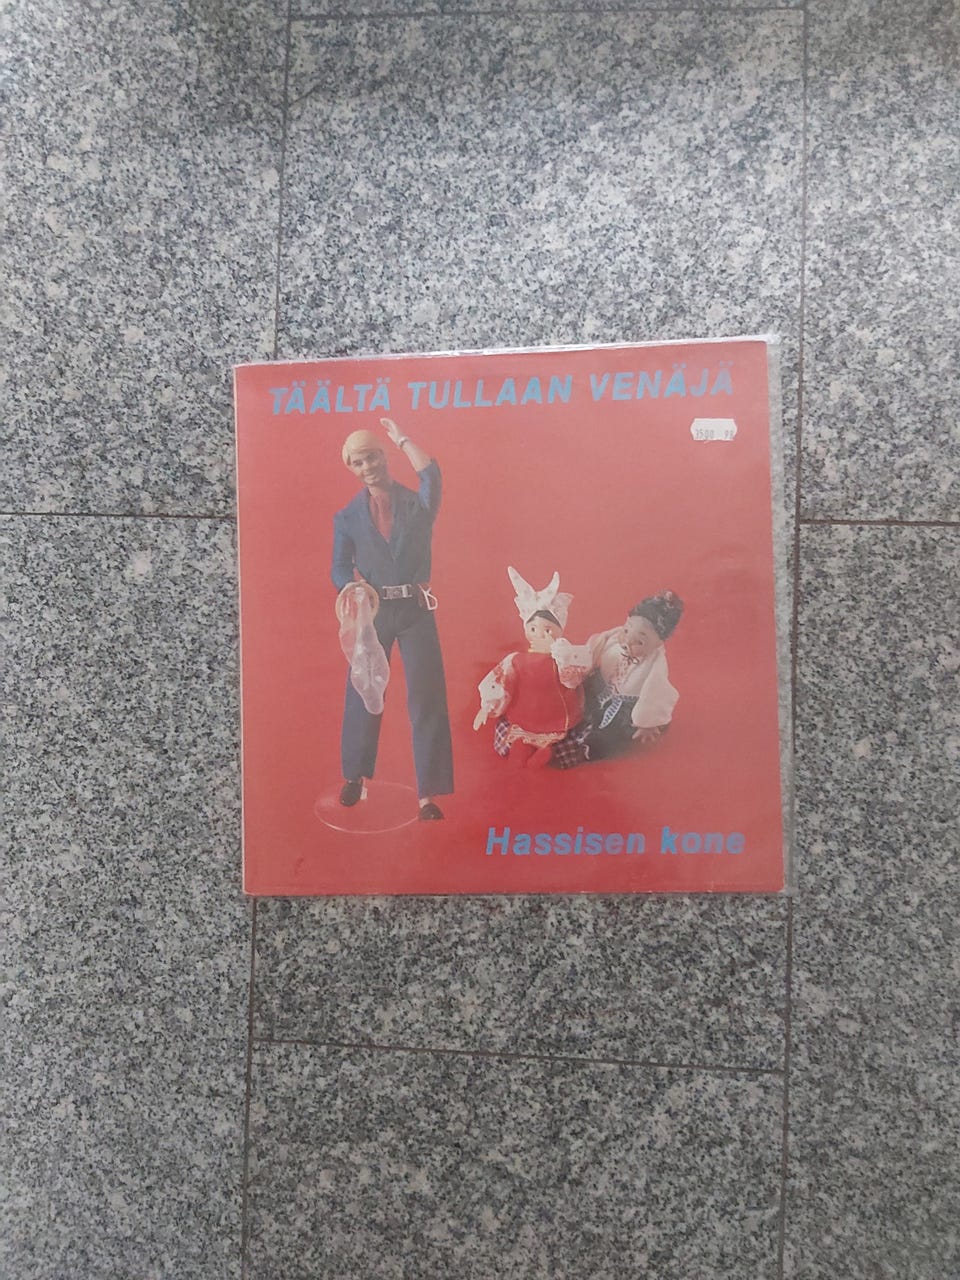 TÄÄLTÄ TULLAAN VENÄJÄ
Hassisen kone